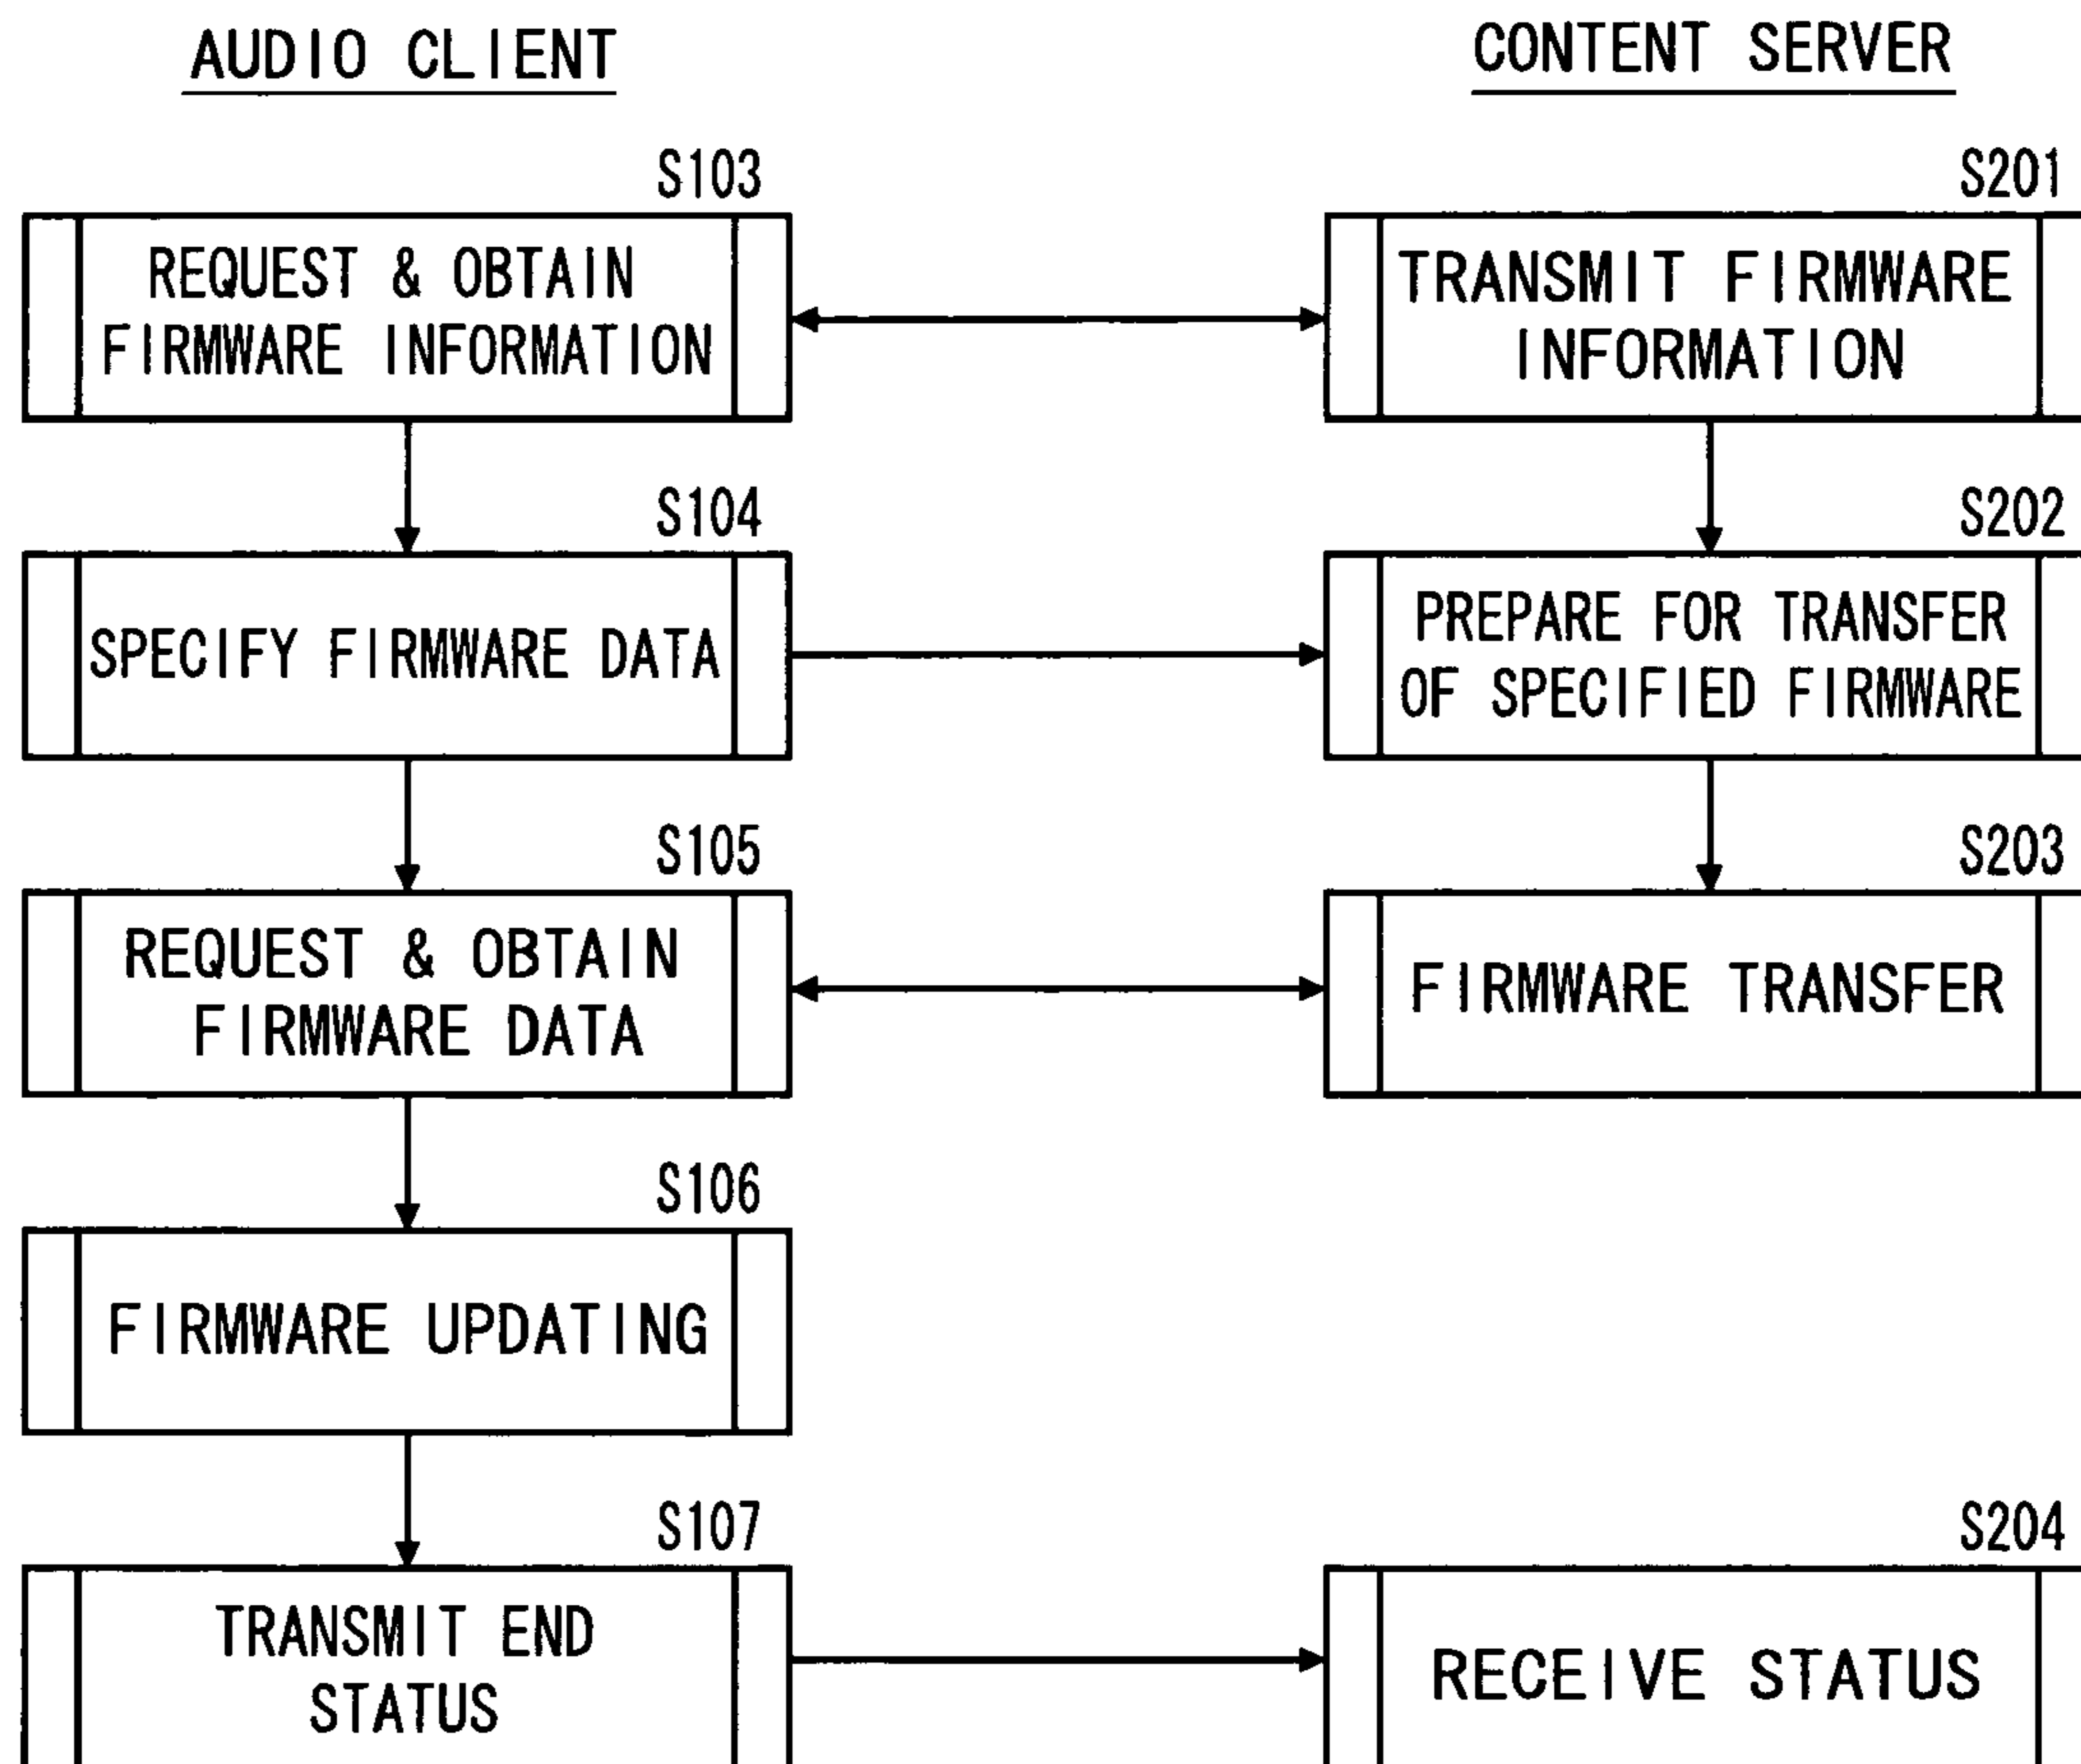 AUDIO CLIENT
CONTENT SERVER
S103
S201
REQUEST & OBTAIN
FIRMWARE INFORMATION
TRANSMIT FIRMWARE
INFORMATION
S104
S202
SPECIFY FIRMWARE DATA
PREPARE FOR TRANSFER
OF SPECIFIED FIRMWARE
S105
S203
REQUEST & OBTAIN
FIRMWARE DATA
FIRMWARE TRANSFER
S106
FIRMWARE UPDATING
S107
S204
TRANSMIT END
STATUS
RECEIVE STATUS